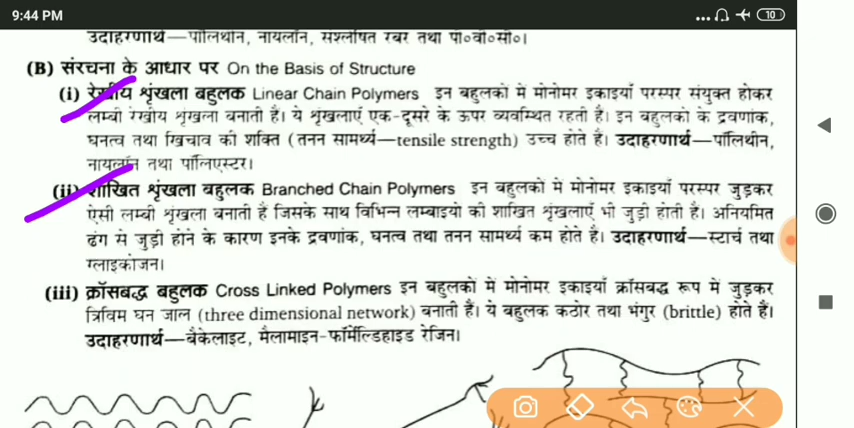 9:44 PM
10
उदाहरणार्थ—पॉलिथीन, नायलॉन, संश्लेषित रबर तथा पी०वी०सी०।
(B) संरचना के आधार पर On the Basis of Structure
(i) रेखीय शृंखला बहुलक Linear Chain Polymers इन बहुलकों में मोनोमर इकाइयाँ परस्पर संयुक्त होकर
लम्बी रेखीय शृंखला बनाती हैं। ये शृंखलाएँ एक-दूसरे के ऊपर व्यवस्थित रहती हैं। इन बहुलकों के द्रवणांक,
घनत्व तथा खिंचाव की शक्ति (तनन सामर्थ्य—tensile strength) उच्च होते हैं। उदाहरणार्थ—पॉलिथीन,
नायलॉन तथा पॉलिएस्टर।
(ii) शाखित शृंखला बहुलक Branched Chain Polymers इन बहुलकों में मोनोमर इकाइयाँ परस्पर जुड़कर
ऐसी लम्बी शृंखला बनाती हैं जिसके साथ विभिन्न लम्बाइयों की शाखित शृंखलाएँ भी जुड़ी होती हैं। अनियमित
ढंग से जुड़ी होने के कारण इनके द्रवणांक, घनत्व तथा तनन सामर्थ्य कम होते हैं। उदाहरणार्थ—स्टार्च तथा
ग्लाइकोजन।
(iii) क्रॉसबद्ध बहुलक Cross Linked Polymers इन बहुलकों में मोनोमर इकाइयाँ क्रॉसबद्ध रूप में जुड़कर
त्रिविम घन जाल (three dimensional network) बनाती हैं। ये बहुलक कठोर तथा भंगुर (brittle) होते हैं।
उदाहरणार्थ—बैकेलाइट, मैलामाइन-फॉर्मेल्डिहाइड रेजिन।